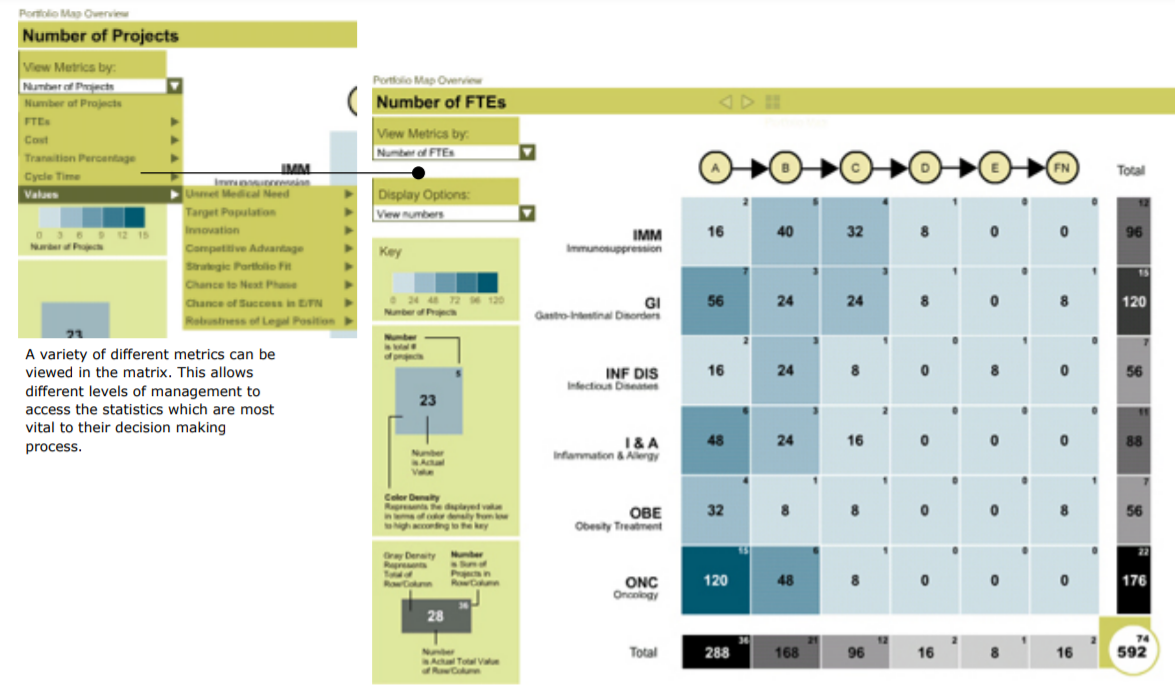 Portfolio Map Overview
Number of Projects
View Metrics by:
Number of Projects
Number of Projects
FTEs
Cost
Transition Percentage
Cycle Time
Values
Unmet Medical Need
Target Population
Innovation
Competitive Advantage
Strategic Portfolio Fit
Chance to Next Phase
Chance of Success in E/FN
Robustness of Legal Position
IMM
Immunosuppression
0 3 6 9 12 15
Number of Projects
23
A variety of different metrics can be
viewed in the matrix. This allows
different levels of management to
access the statistics which are most
vital to their decision making
process.
Portfolio Map Overview
Number of FTEs
View Metrics by:
Number of FTEs
Display Options:
View numbers
Key
0 24 48 72 96 120
Number of Projects
Number
is total #
of projects
5
23
Number
is Actual
Value
Color Density
Represents the displayed value
in terms of color density from low
to high according to the key
Gray Density
Represents
Total of
Row/Column
Number
is Sum of
Projects in
Row/Column
36
28
Number
is Actual Total Value
of Row/Column
A B C D E FN Total
2 5 4 1 0 0 12
IMM 16 40 32 8 0 0 96
Immunosuppression
7 3 3 1 0 1 15
GI 56 24 24 8 0 8 120
Gastro-Intestinal Disorders
2 3 1 0 1 0 7
INF DIS 16 24 8 0 8 0 56
Infectious Diseases
6 3 2 0 0 0 11
I & A 48 24 16 0 0 0 88
Inflammation & Allergy
4 1 1 0 0 1 7
OBE 32 8 8 0 0 8 56
Obesity Treatment
15 6 1 0 0 0 22
ONC 120 48 8 0 0 0 176
Oncology
36 21 12 2 1 2 74
Total 288 168 96 16 8 16 592